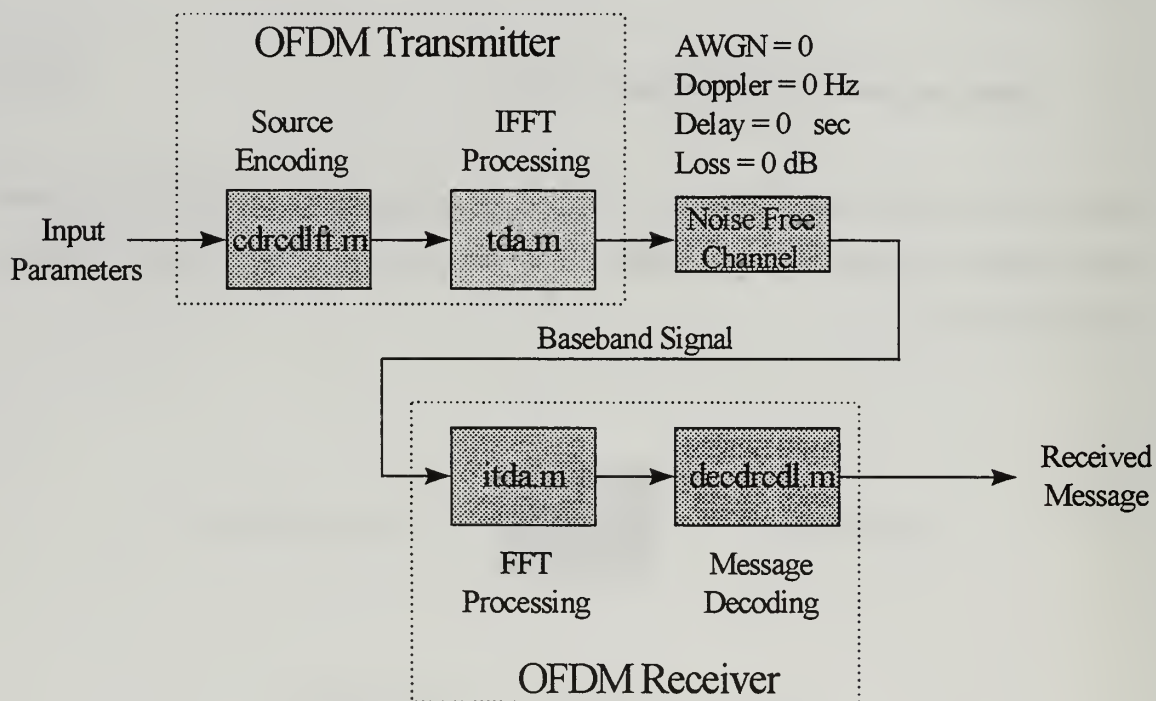 OFDM Transmitter
AWGN = 0
Doppler = 0 Hz
Delay = 0 sec
Loss = 0 dB
Source
Encoding
IFFT
Processing
Input
Parameters
cdrcdlft.m
tda.m
Noise Free
Channel
Baseband Signal
itda.m
decdrcdl.m
Received
Message
FFT
Processing
Message
Decoding
OFDM Receiver